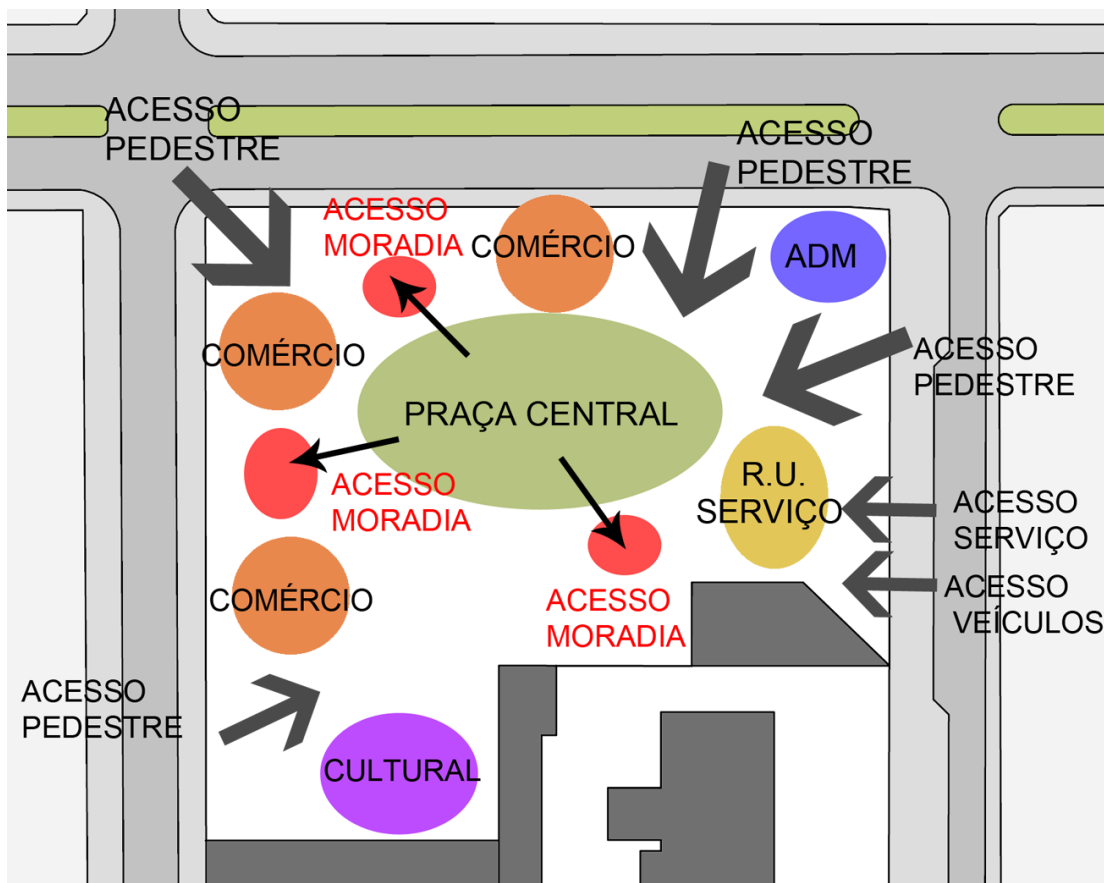 ACESSO
PEDESTRE
ACESSO
PEDESTRE
ACESSO
MORADIA
COMÉRCIO
ADM
COMÉRCIO
ACESSO
PEDESTRE
PRAÇA CENTRAL
R.U.
SERVIÇO
ACESSO
MORADIA
ACESSO
SERVIÇO
COMÉRCIO
ACESSO
MORADIA
ACESSO
VEÍCULOS
ACESSO
PEDESTRE
CULTURAL